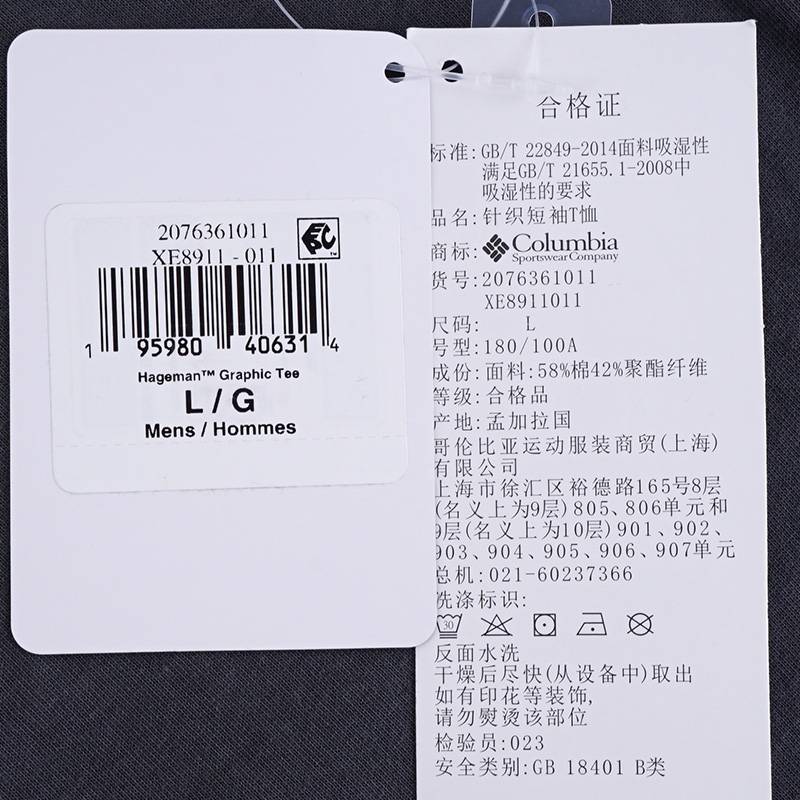 2076361011
XE8911 - 011
EPC
1 95980 40631 4
Hageman™ Graphic Tee
L / G
Mens / Hommes
合格证
标准:GB/T 22849-2014面料吸湿性
满足GB/T 21655.1-2008中
吸湿性的要求
品名:针织短袖T恤
商标:Columbia
Sportswear Company
货号:2076361011
XE8911011
尺码: L
号型:180/100A
成份:面料:58%棉42%聚酯纤维
等级:合格品
产地:孟加拉国
哥伦比亚运动服装商贸(上海)
有限公司
上海市徐汇区裕德路165号8层
(名义上为9层)805、806单元和
9层(名义上为10层)901、902、
903、904、905、906、907单元
总机:021-60237366
洗涤标识:
30
反面水洗
干燥后尽快(从设备中)取出
如有印花等装饰,
请勿熨烫该部位
检验员:023
安全类别:GB 18401 B类